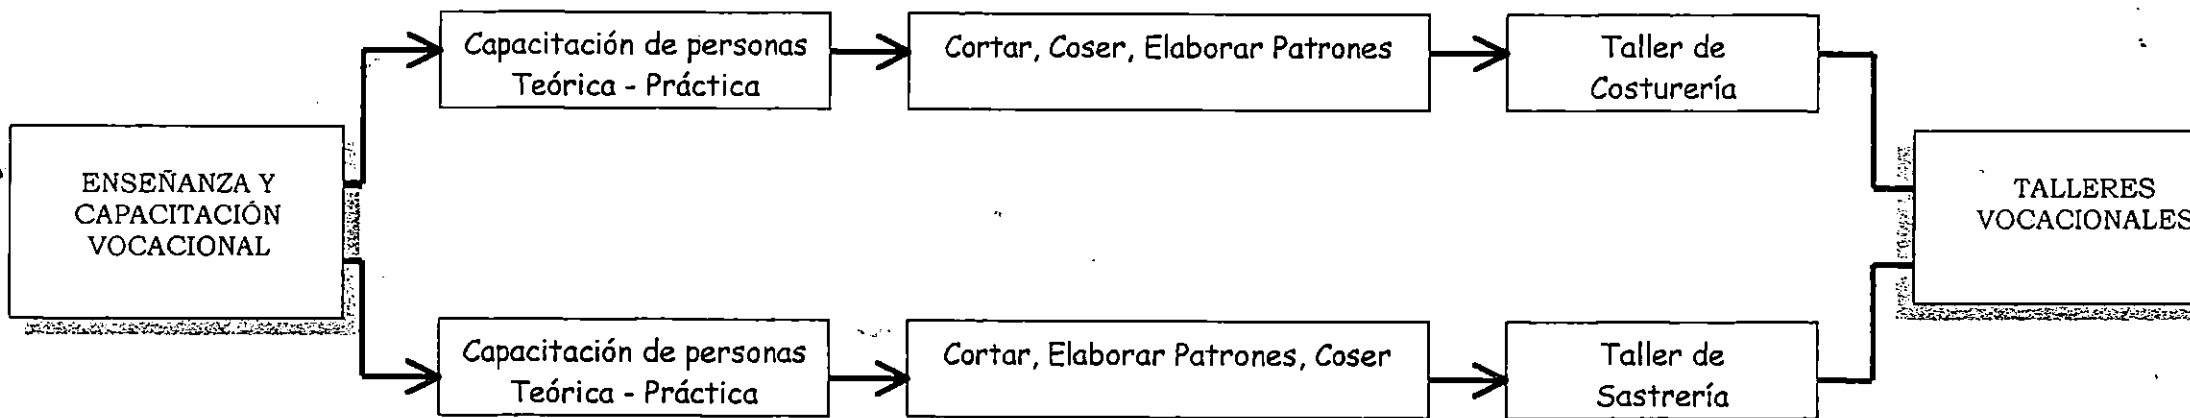 ENSEÑANZA Y
CAPACITACIÓN
VOCACIONAL
Capacitación de personas
Teórica - Práctica
Cortar, Coser, Elaborar Patrones
Taller de
Costurería
Capacitación de personas
Teórica - Práctica
Cortar, Elaborar Patrones, Coser
Taller de
Sastrería
TALLERES
VOCACIONALES